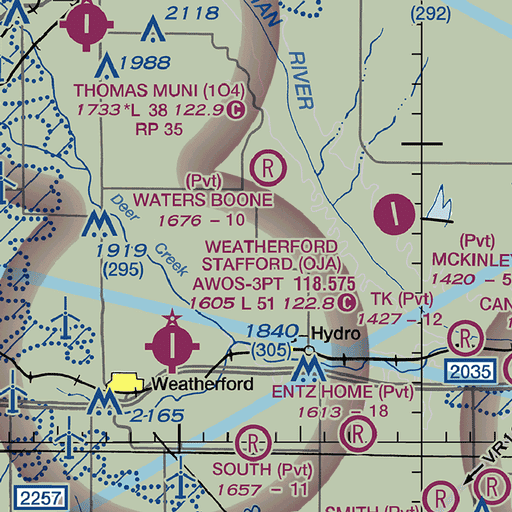 2118
(292)
1988
RIVER
THOMAS MUNI (1O4)
1733 *L 38 122.9 C
RP 35
R
(Pvt)
WATERS BOONE
1676 - 10
Deer
Creek
1919
(295)
WEATHERFORD
STAFFORD (OJA)
AWOS-3PT 118.575
1605 L 51 122.8 C
(Pvt)
MCKINLEY
1420 - 5
TK (Pvt)
1427 - 12
CAN
R
1840
(305)
Hydro
2035
Weatherford
2165
ENTZ HOME (Pvt)
1613 - 18
R
R
SOUTH (Pvt)
1657 - 11
VR1
2257
R
R
SMITH (Pvt)